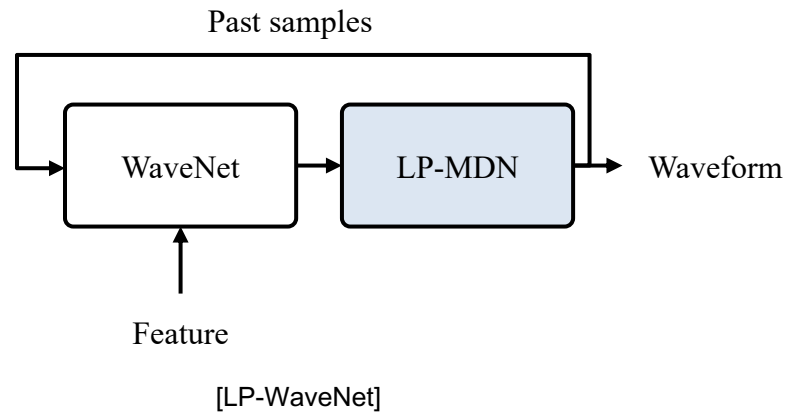 Past samples
WaveNet
LP-MDN
Waveform
Feature
[LP-WaveNet]